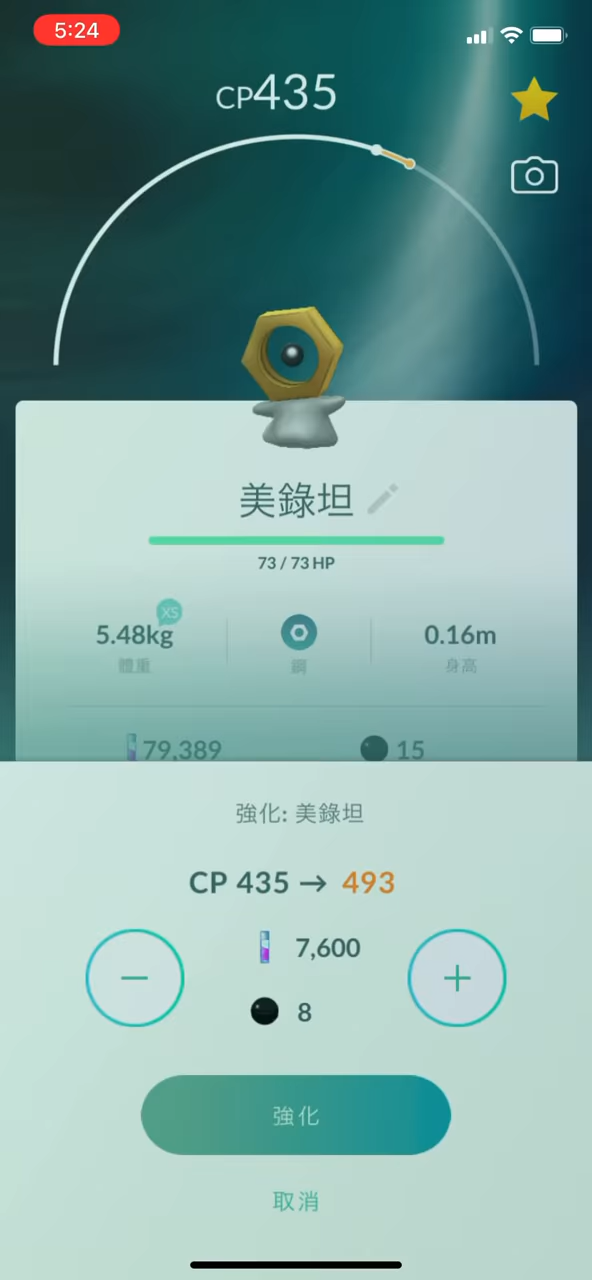 5:24
CP435
美錄坦
73 / 73 HP
XS
5.48kg
0.16m
體重
鋼
身高
79,389
15
強化: 美錄坦
CP 435 → 493
7,600
8
強化
取消